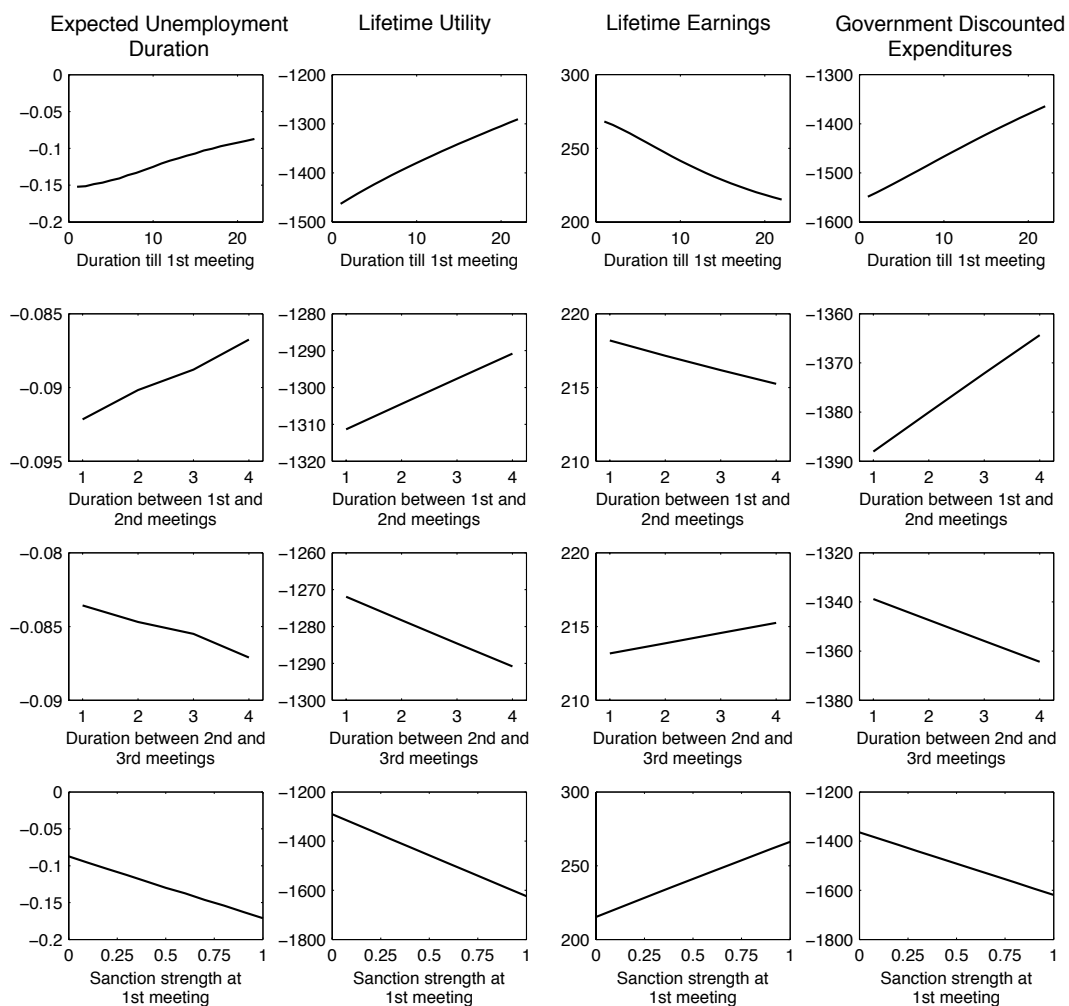 Expected Unemployment
Duration
Lifetime Utility
Lifetime Earnings
Government Discounted
Expenditures
0
−0.05
−0.1
−0.15
−0.2
0 10 20
Duration till 1st meeting
−1200
−1300
−1400
−1500
0 10 20
Duration till 1st meeting
300
250
200
0 10 20
Duration till 1st meeting
−1300
−1400
−1500
−1600
0 10 20
Duration till 1st meeting
−0.085
−0.09
−0.095
1 2 3 4
Duration between 1st and
2nd meetings
−1280
−1290
−1300
−1310
−1320
1 2 3 4
Duration between 1st and
2nd meetings
220
215
210
1 2 3 4
Duration between 1st and
2nd meetings
−1360
−1370
−1380
−1390
1 2 3 4
Duration between 1st and
2nd meetings
−0.08
−0.085
−0.09
1 2 3 4
Duration between 2nd and
3rd meetings
−1260
−1270
−1280
−1290
−1300
1 2 3 4
Duration between 2nd and
3rd meetings
220
215
210
1 2 3 4
Duration between 2nd and
3rd meetings
−1320
−1340
−1360
−1380
1 2 3 4
Duration between 2nd and
3rd meetings
0
−0.05
−0.1
−0.15
−0.2
0 0.25 0.5 0.75 1
Sanction strength at
1st meeting
−1200
−1400
−1600
−1800
0 0.25 0.5 0.75 1
Sanction strength at
1st meeting
300
250
200
0 0.25 0.5 0.75 1
Sanction strength at
1st meeting
−1200
−1400
−1600
−1800
0 0.25 0.5 0.75 1
Sanction strength at
1st meeting